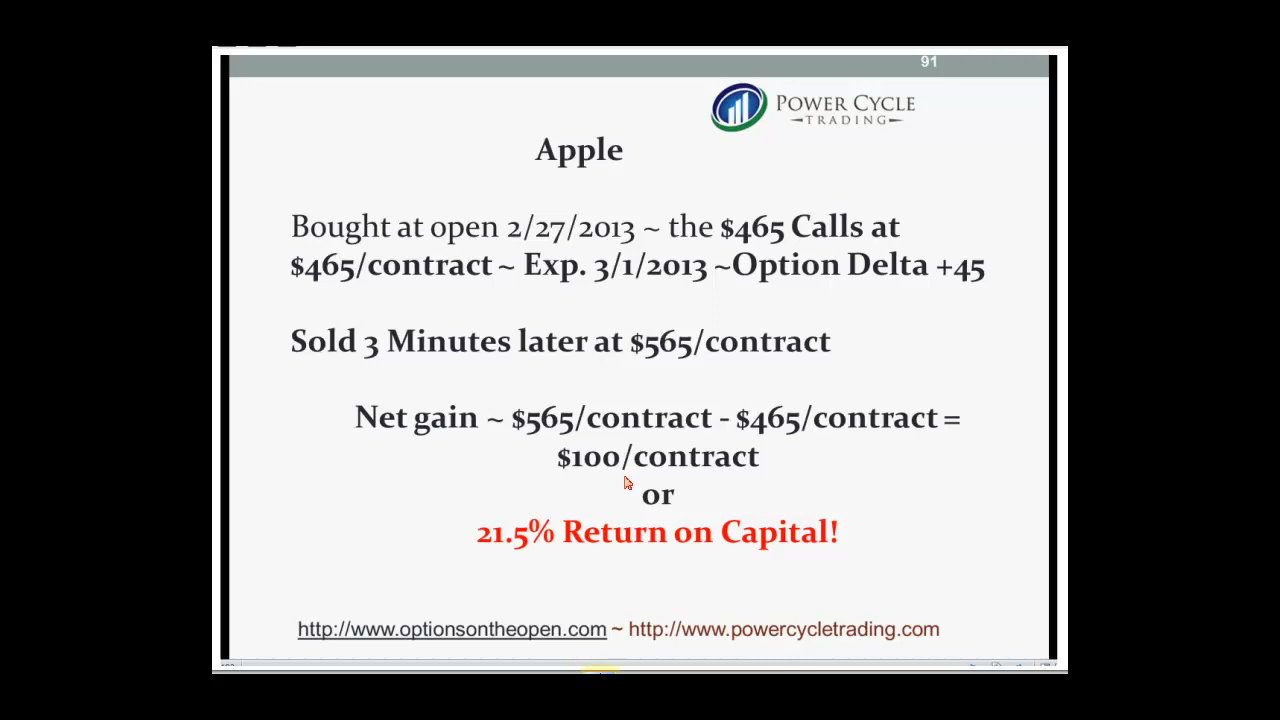 91
POWER CYCLE
TRADING
Apple
Bought at open 2/27/2013 ~ the $465 Calls at
$465/contract ~ Exp. 3/1/2013 ~Option Delta +45
Sold 3 Minutes later at $565/contract
Net gain ~ $565/contract - $465/contract =
$100/contract
or
21.5% Return on Capital!
http://www.optionsontheopen.com ~ http://www.powercycletrading.com